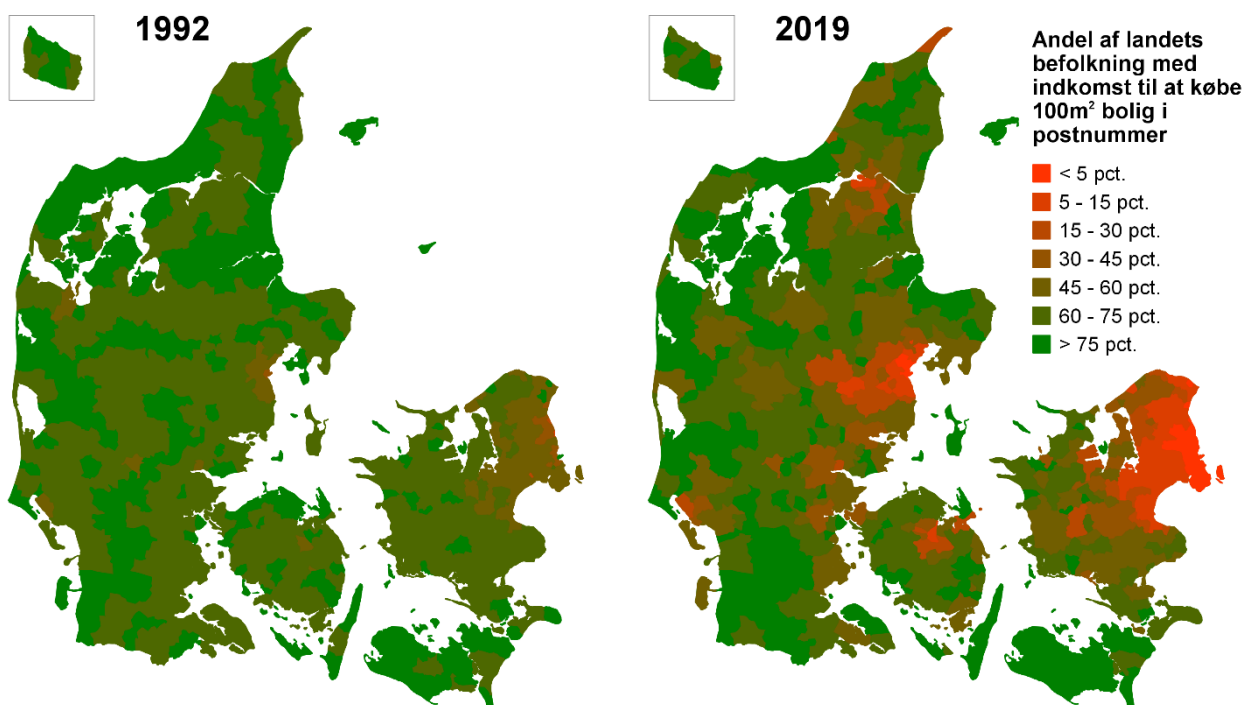 1992
2019
Andel af landets
befolkning med
indkomst til at købe
100m² bolig i
postnummer
< 5 pct.
5 - 15 pct.
15 - 30 pct.
30 - 45 pct.
45 - 60 pct.
60 - 75 pct.
> 75 pct.